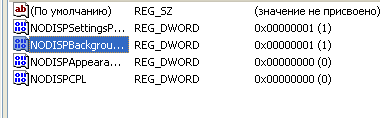 (По умолчанию) REG_SZ (значение не присвоено)
NODISPSettingsP... REG_DWORD 0x00000001 (1)
NODISPBackgrou... REG_DWORD 0x00000001 (1)
NODISPAppeara... REG_DWORD 0x00000000 (0)
NODISPCPL REG_DWORD 0x00000000 (0)